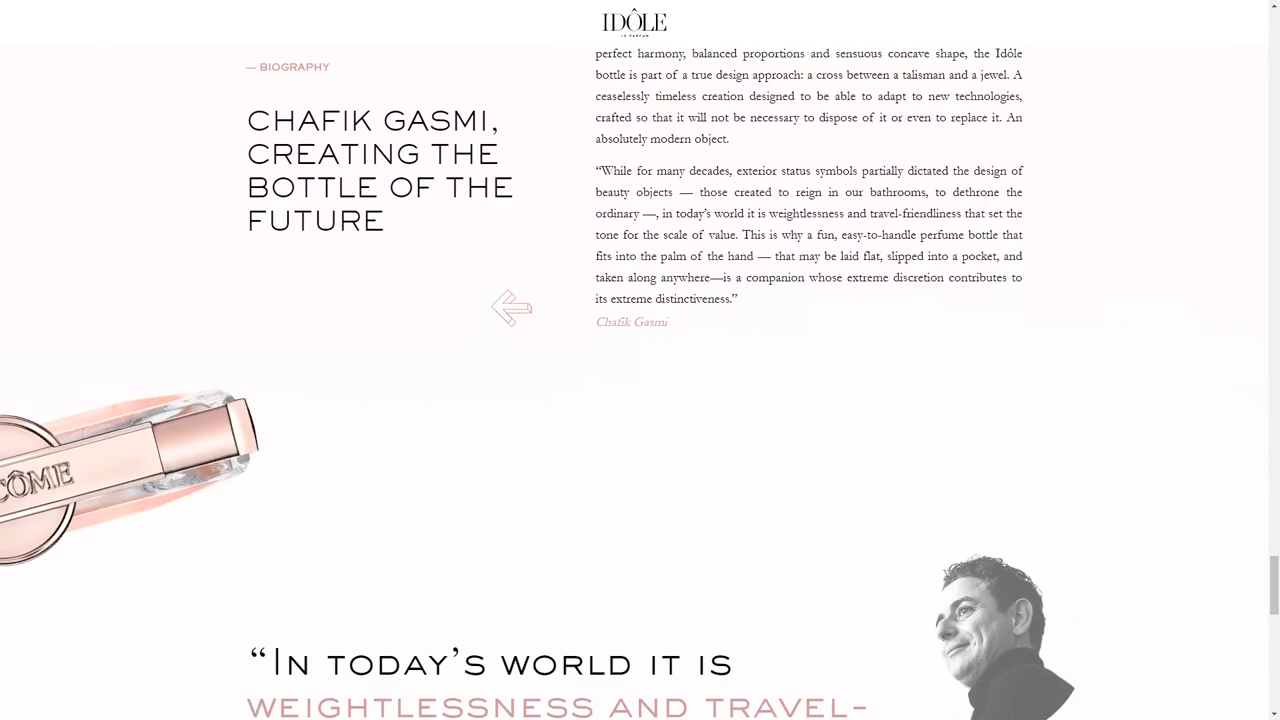 IDÔLE
LE PARFUM
— BIOGRAPHY
CHAFIK GASMI,
CREATING THE
BOTTLE OF THE
FUTURE
perfect harmony, balanced proportions and sensuous concave shape, the Idôle
bottle is part of a true design approach: a cross between a talisman and a jewel. A
ceaselessly timeless creation designed to be able to adapt to new technologies,
crafted so that it will not be necessary to dispose of it or even to replace it. An
absolutely modern object.
“While for many decades, exterior status symbols partially dictated the design of
beauty objects — those created to reign in our bathrooms, to dethrone the
ordinary —, in today’s world it is weightlessness and travel-friendliness that set the
tone for the scale of value. This is why a fun, easy-to-handle perfume bottle that
fits into the palm of the hand — that may be laid flat, slipped into a pocket, and
taken along anywhere—is a companion whose extreme discretion contributes to
its extreme distinctiveness.”
Chafik Gasmi
CÔME
“IN TODAY’S WORLD IT IS
WEIGHTLESSNESS AND TRAVEL-